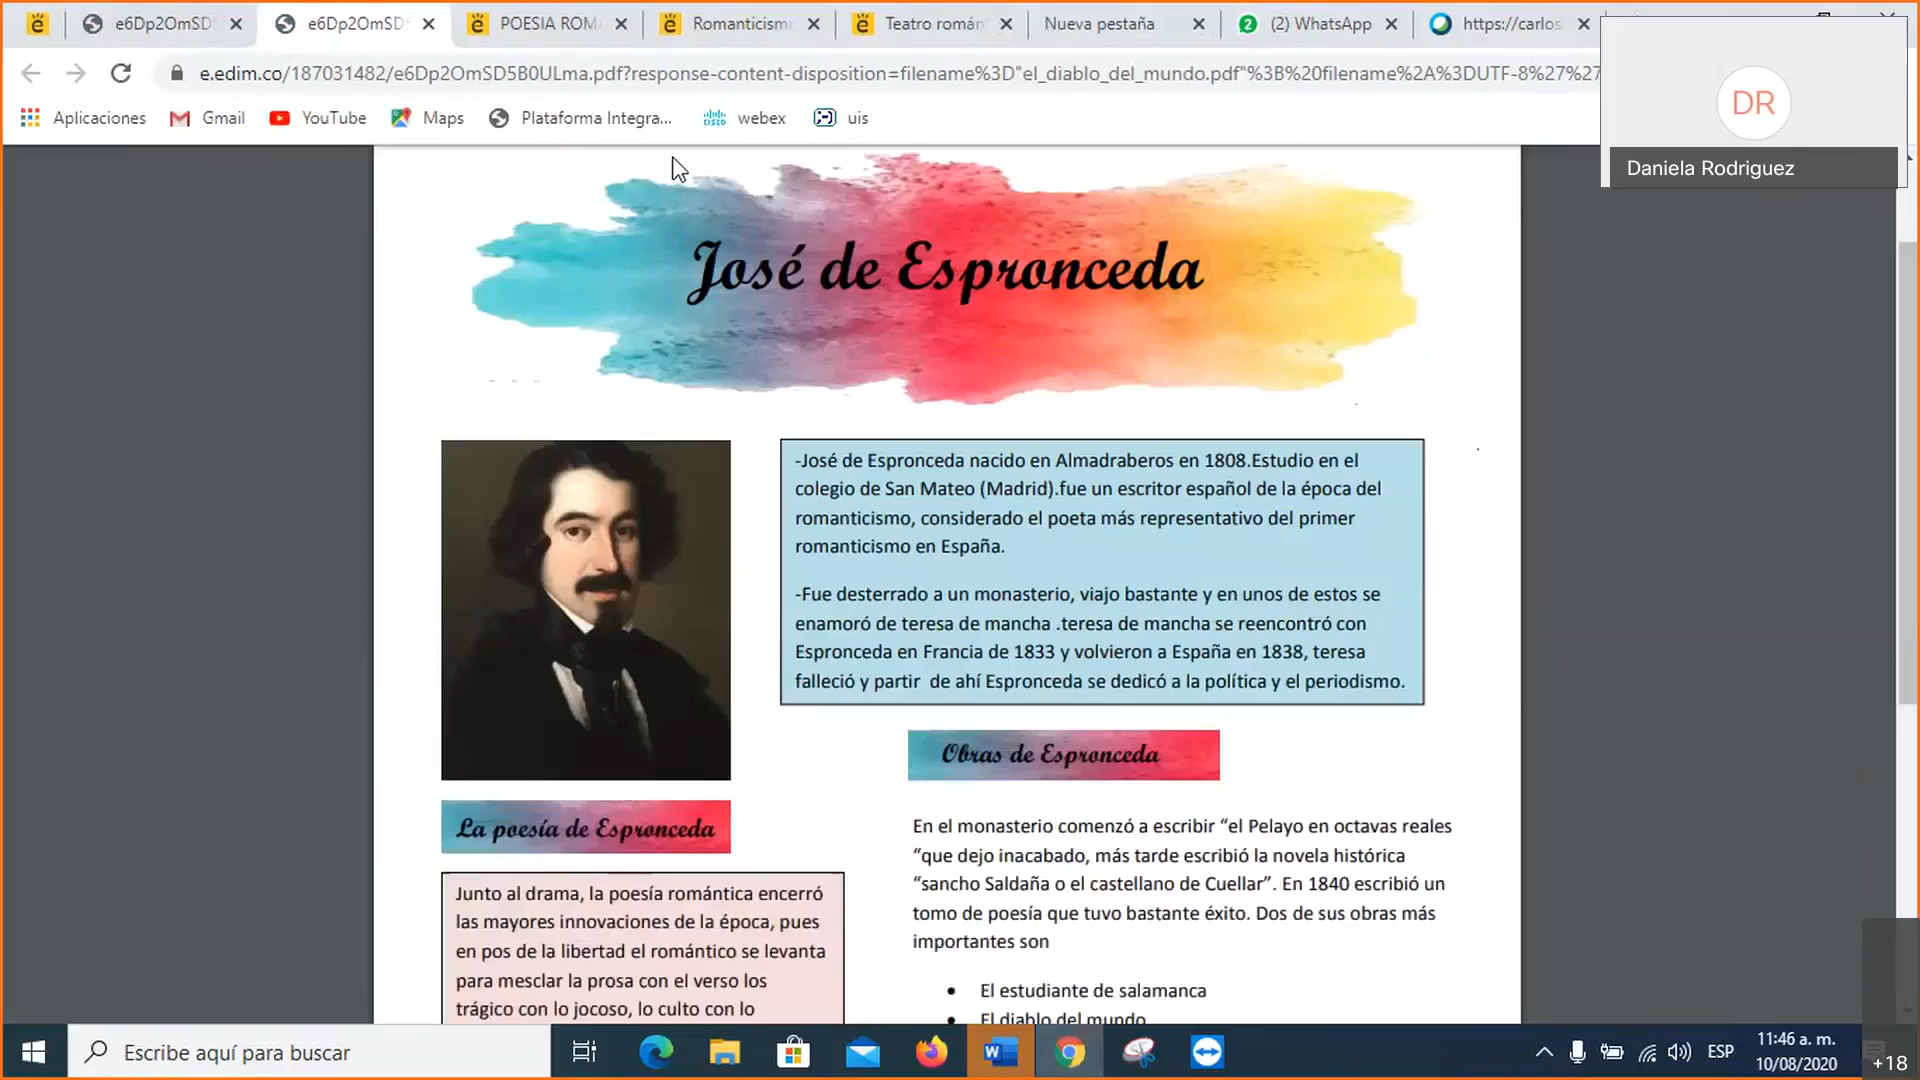 e6Dp2OmSD5
e6Dp2OmSD5
POESIA ROM
Romanticism
Teatro román
Nueva pestaña
(2) WhatsApp
https://carlos
e.edim.co/187031482/e6Dp2OmSD5B0ULma.pdf?response-content-disposition=filename%3D"el_diablo_del_mundo.pdf"%3B%20filename%2A%3DUTF-8%27%27
Aplicaciones
Gmail
YouTube
Maps
Plataforma Integra...
webex
uis
DR
Daniela Rodriguez
José de Espronceda
-José de Espronceda nacido en Almadraberos en 1808.Estudio en el
colegio de San Mateo (Madrid).fue un escritor español de la época del
romanticismo, considerado el poeta más representativo del primer
romanticismo en España.
-Fue desterrado a un monasterio, viajo bastante y en unos de estos se
enamoró de teresa de mancha .teresa de mancha se reencontró con
Espronceda en Francia de 1833 y volvieron a España en 1838, teresa
falleció y partir de ahí Espronceda se dedicó a la política y el periodismo.
Obras de Espronceda
En el monasterio comenzó a escribir “el Pelayo en octavas reales
“que dejo inacabado, más tarde escribió la novela histórica
“sancho Saldaña o el castellano de Cuellar”. En 1840 escribió un
tomo de poesía que tuvo bastante éxito. Dos de sus obras más
importantes son
• El estudiante de salamanca
• El diablo del mundo
La poesía de Espronceda
Junto al drama, la poesía romántica encerró
las mayores innovaciones de la época, pues
en pos de la libertad el romántico se levanta
para mesclar la prosa con el verso los
trágico con lo jocoso, lo culto con lo
Escribe aquí para buscar
ESP
11:46 a. m.
10/08/2020
+18